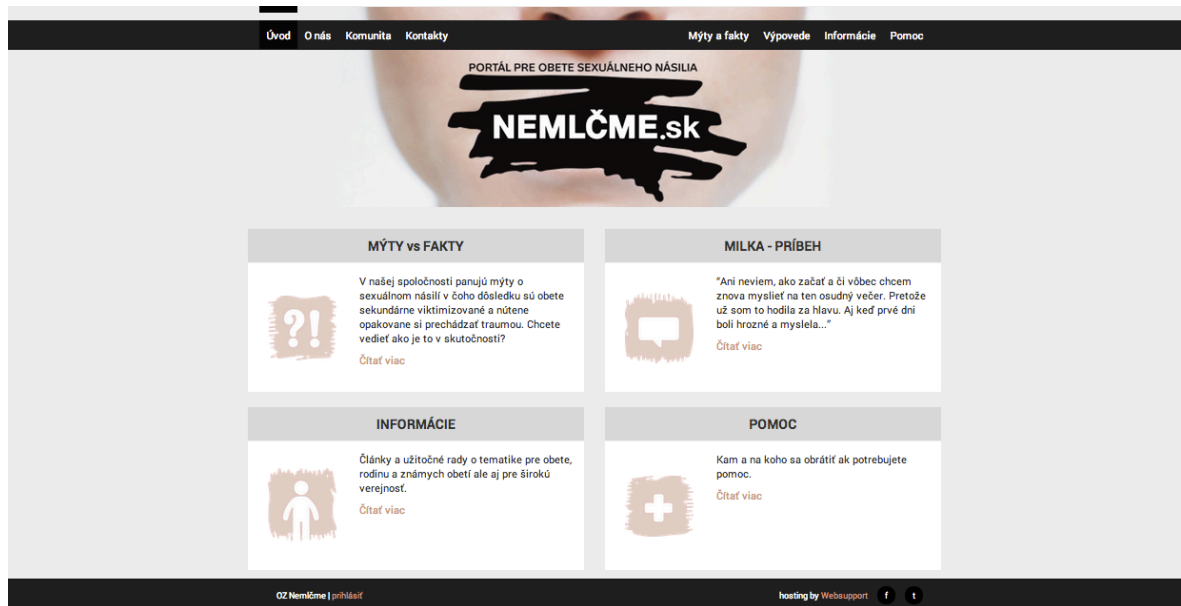 Úvod O nás Komunita Kontakty Mýty a fakty Výpovede Informácie Pomoc
PORTÁL PRE OBETE SEXUÁLNEHO NÁSILIA
NEMLČME.sk
MÝTY vs FAKTY
V našej spoločnosti panujú mýty o
sexuálnom násilí v čoho dôsledku sú obete
sekundárne viktimizované a nútene
opakovane si prechádzať traumou. Chcete
vedieť ako je to v skutočnosti?
Čítať viac
MILKA - PRÍBEH
"Ani neviem, ako začať a či vôbec chcem
znova myslieť na ten osudný večer. Pretože
už som to hodila za hlavu. Aj keď prvé dni
boli hrozné a myslela..."
Čítať viac
INFORMÁCIE
Články a užitočné rady o tematike pre obete,
rodinu a známych obetí ale aj pre širokú
verejnosť.
Čítať viac
POMOC
Kam a na koho sa obrátiť ak potrebujete
pomoc.
Čítať viac
OZ Nemlčme | prihlásiť hosting by Websupport f t